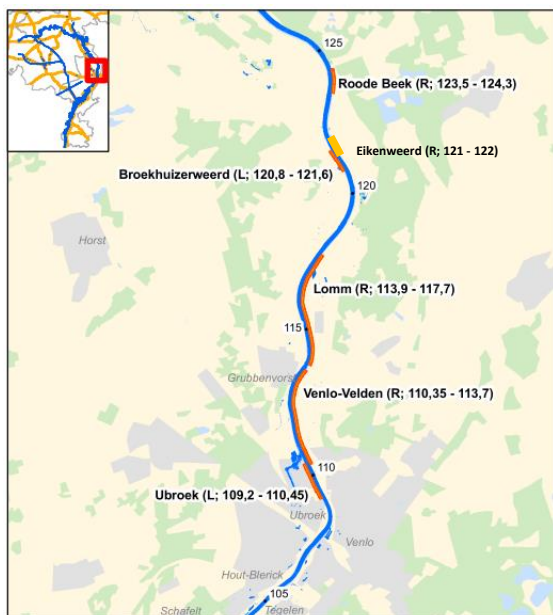 125
Roode Beek (R; 123,5 - 124,3)
Eikenweerd (R; 121 - 122)
Broekhuizerweerd (L; 120,8 - 121,6)
120
Horst
Lomm (R; 113,9 - 117,7)
115
Grubbenvorst
Venlo-Velden (R; 110,35 - 113,7)
110
Ubroek (L; 109,2 - 110,45)
Ubroek
Venlo
Hout-Blerick
105
Schafelt
Tegelen